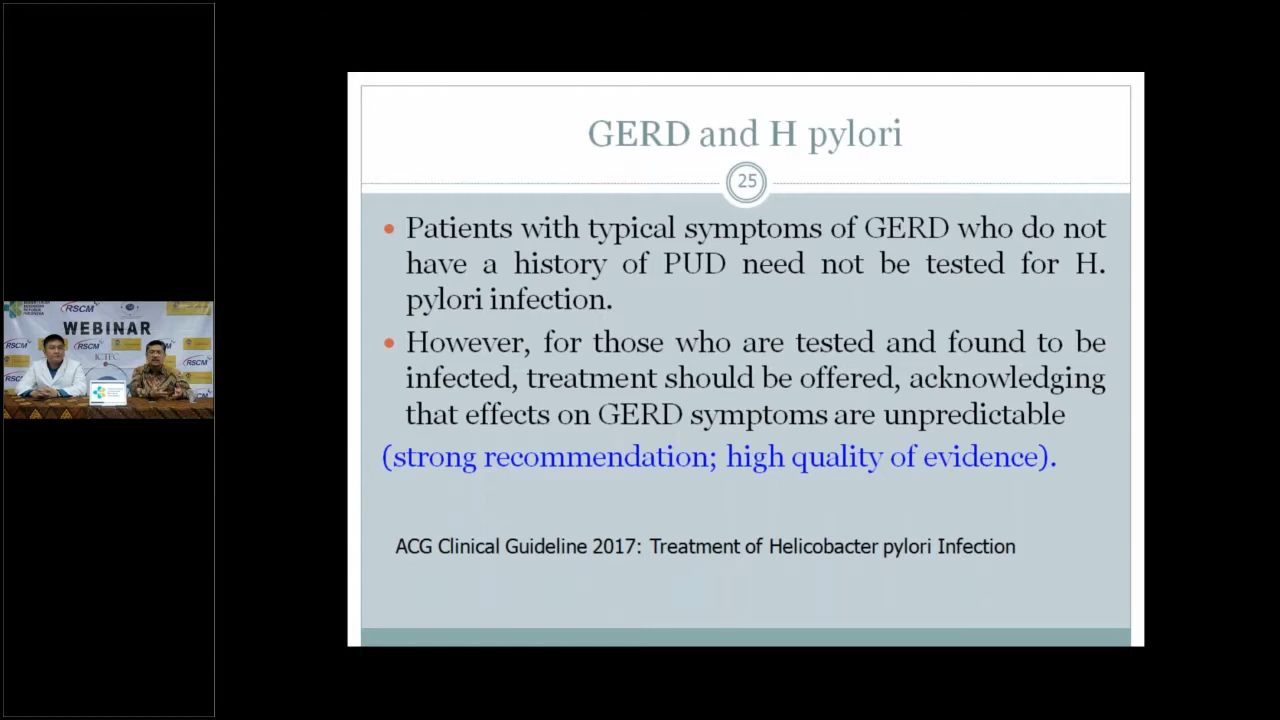 GERD and H pylori
25
Patients with typical symptoms of GERD who do not
have a history of PUD need not be tested for H.
pylori infection.
However, for those who are tested and found to be
infected, treatment should be offered, acknowledging
that effects on GERD symptoms are unpredictable
(strong recommendation; high quality of evidence).
ACG Clinical Guideline 2017: Treatment of Helicobacter pylori Infection
RSCM
WEBINAR
RSCM
RSCM
ICTEC
RSCM